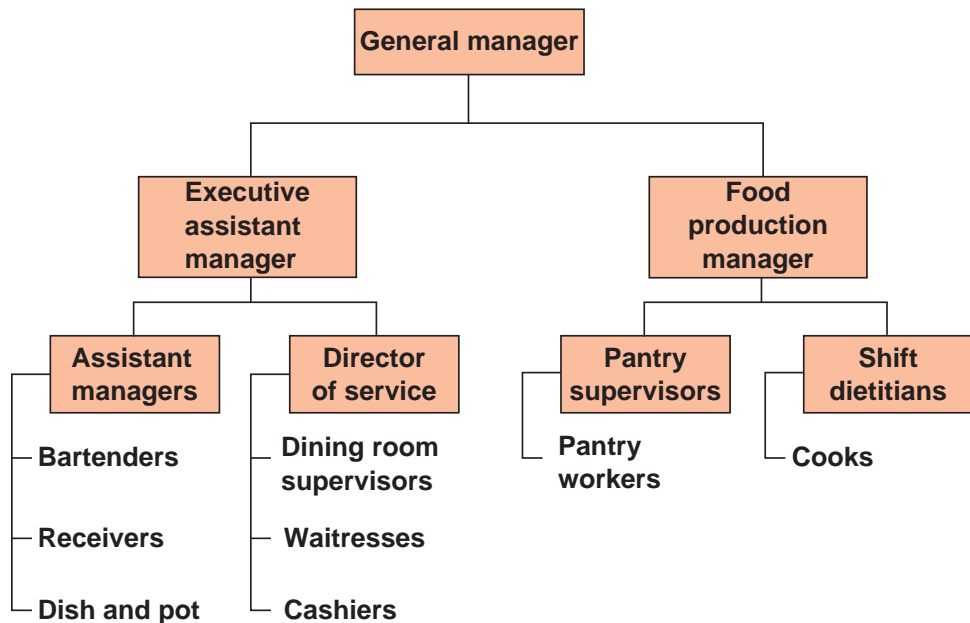 General manager
Executive
assistant
manager
Food
production
manager
Assistant
managers
Director
of service
Pantry
supervisors
Shift
dietitians
Bartenders
Dining room
supervisors
Pantry
workers
Cooks
Receivers
Waitresses
Dish and pot
Cashiers